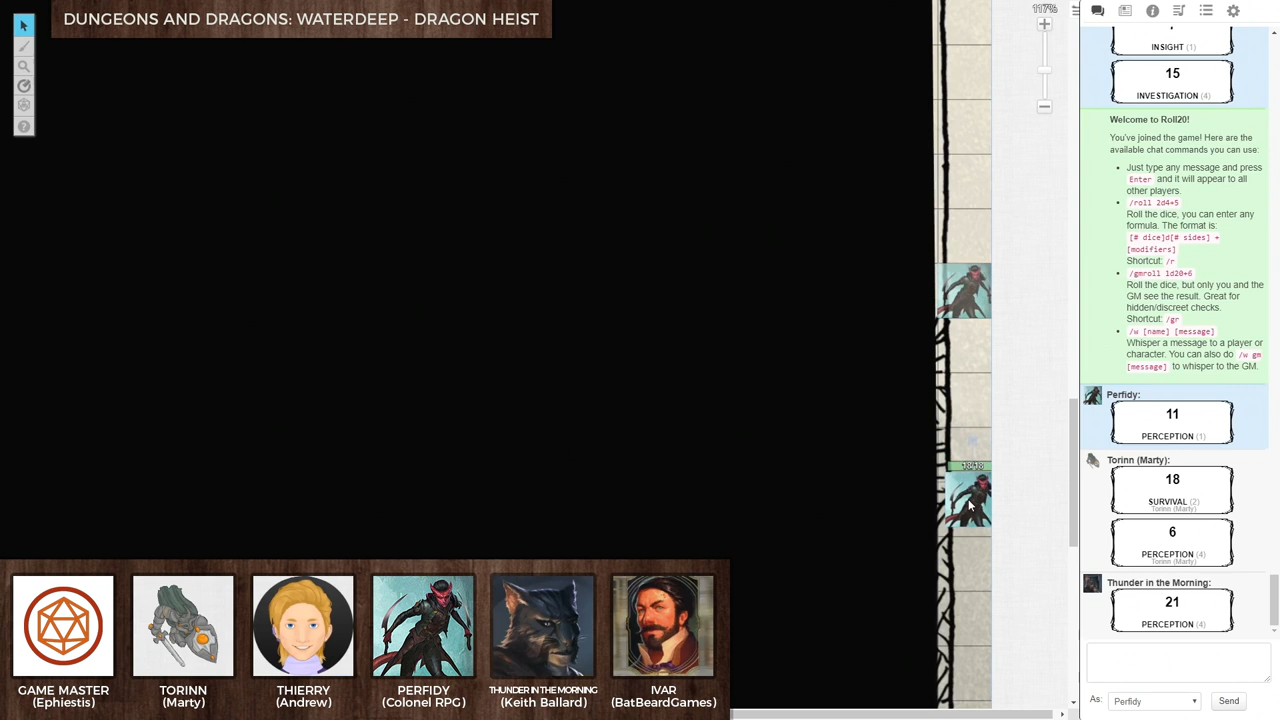 DUNGEONS AND DRAGONS: WATERDEEP - DRAGON HEIST
117%
INSIGHT (1)
15
INVESTIGATION (4)
Welcome to Roll20!
You've joined the game! Here are the
available chat commands you can use:
Just type any message and press
Enter and it will appear to all
other players.
/roll 2d4+5
Roll the dice, you can enter any
formula. The format is:
[# dice]d[# sides] +
[modifiers]
Shortcut: /r
/gmroll 1d20+6
Roll the dice, but only you and the
GM see the result. Great for
hidden/discreet checks.
Shortcut: /gr
/w [name] [message]
Whisper a message to a player or
character. You can also do /w gm
[message] to whisper to the GM.
Perfidy:
11
PERCEPTION (1)
Torinn (Marty):
18
SURVIVAL (2)
Torinn (Marty)
6
PERCEPTION (4)
Torinn (Marty)
Thunder in the Morning:
21
PERCEPTION (4)
18/18
GAME MASTER
(Ephiestis)
TORINN
(Marty)
THIERRY
(Andrew)
PERFIDY
(Colonel RPG)
THUNDER IN THE MORNING
(Keith Ballard)
IVAR
(BatBeardGames)
As:
Perfidy
Send